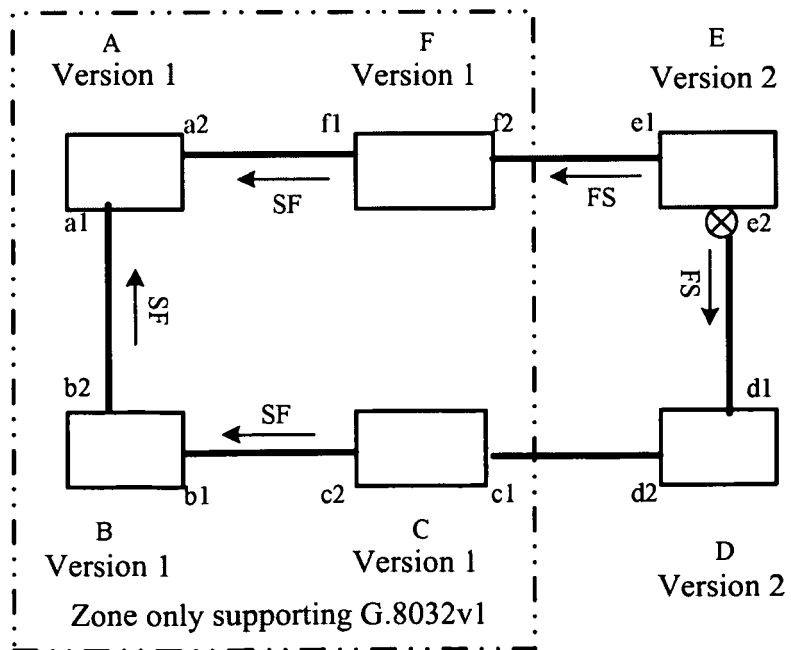 A
Version 1
F
Version 1
E
Version 2
a2
f1
f2
e1
SF
FS
a1
e2
SF
FS
b2
d1
SF
b1
c2
c1
d2
B
Version 1
C
Version 1
D
Version 2
Zone only supporting G.8032v1